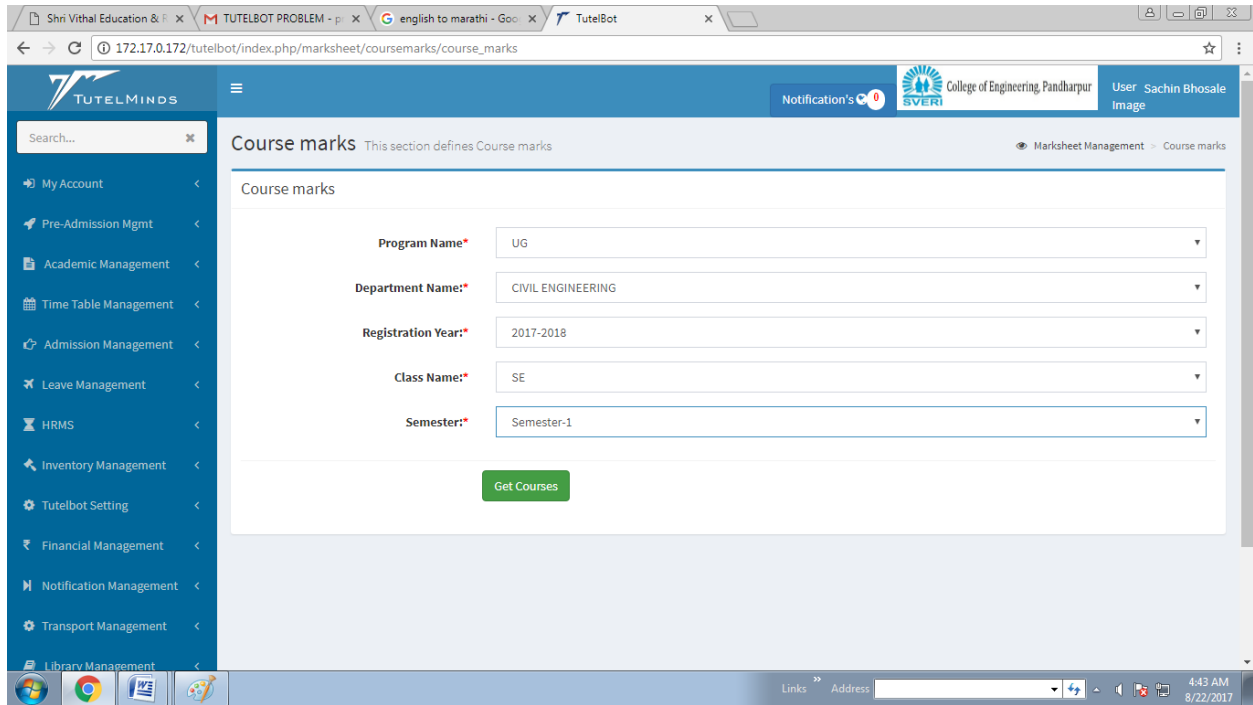 Shri Vithal Education &
TUTELBOT PROBLEM - p
english to marathi - Goo
TutelBot
172.17.0.172/tutelbot/index.php/marksheet/coursemarks/course_marks
TUTELMINDS
Notification's 0
SVERI
College of Engineering, Pandharpur
User Image
Sachin Bhosale
Search...
Course marks This section defines Course marks
Marksheet Management > Course marks
My Account
Pre-Admission Mgmt
Academic Management
Time Table Management
Admission Management
Leave Management
HRMS
Inventory Management
Tutelbot Setting
Financial Management
Notification Management
Transport Management
Library Management
Course marks
Program Name* UG
Department Name:* CIVIL ENGINEERING
Registration Year:* 2017-2018
Class Name:* SE
Semester:* Semester-1
Get Courses
Links » Address
4:43 AM
8/22/2017